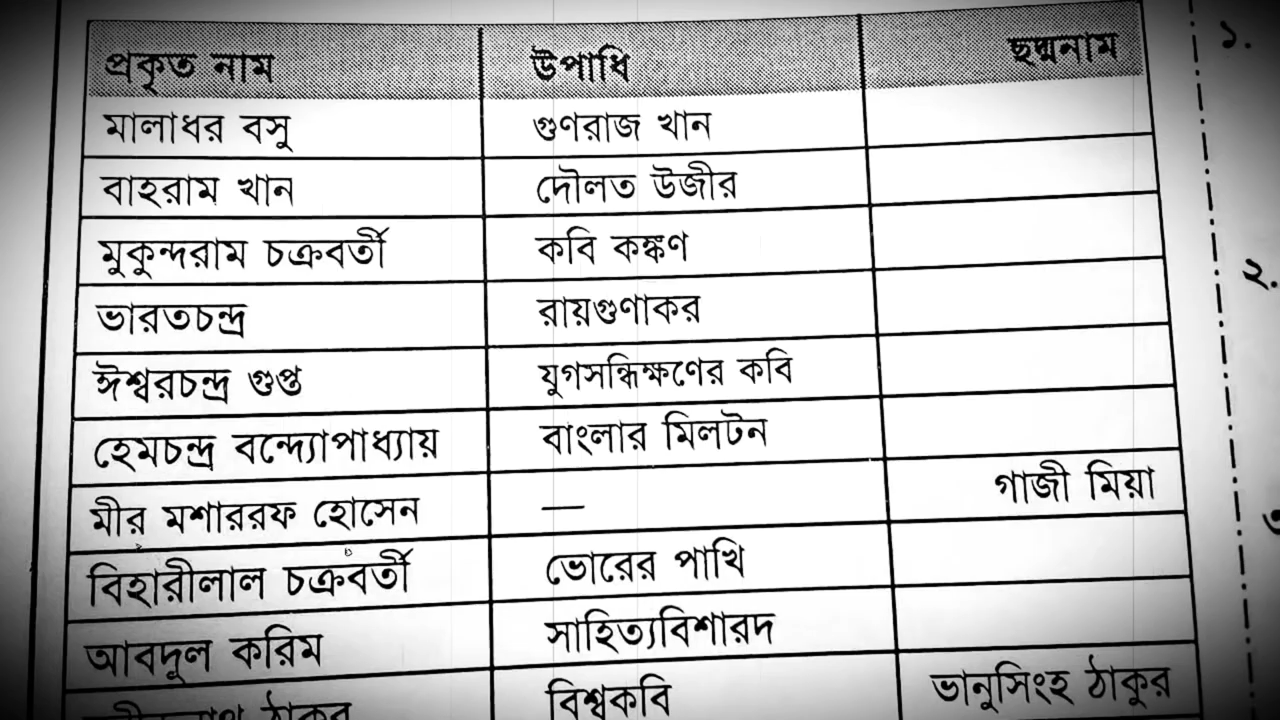 প্রকৃত নাম উপাধি ছদ্মনাম ১.
মালাধর বসু গুণরাজ খান
বাহরাম খান দৌলত উজীর
মুকুন্দরাম চক্রবর্তী কবি কঙ্কণ ২.
ভারতচন্দ্র রায়গুণাকর
ঈশ্বরচন্দ্র গুপ্ত যুগসন্ধিক্ষণের কবি
হেমচন্দ্র বন্দ্যোপাধ্যায় বাংলার মিলটন
মীর মশাররফ হোসেন — গাজী মিয়া
বিহারীলাল চক্রবর্তী ভোরের পাখি
আবদুল করিম সাহিত্যবিশারদ
ঠাকুর বিশ্বকবি ভানুসিংহ ঠাকুর